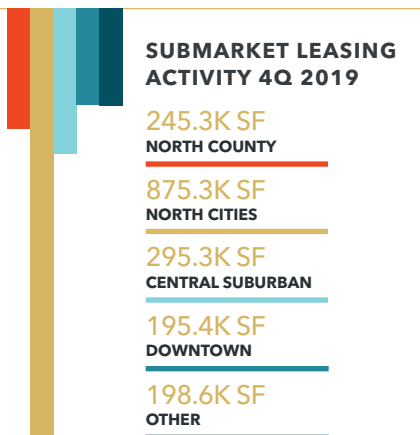 SUBMARKET LEASING
ACTIVITY 4Q 2019
245.3K SF
NORTH COUNTY
875.3K SF
NORTH CITIES
295.3K SF
CENTRAL SUBURBAN
195.4K SF
DOWNTOWN
198.6K SF
OTHER